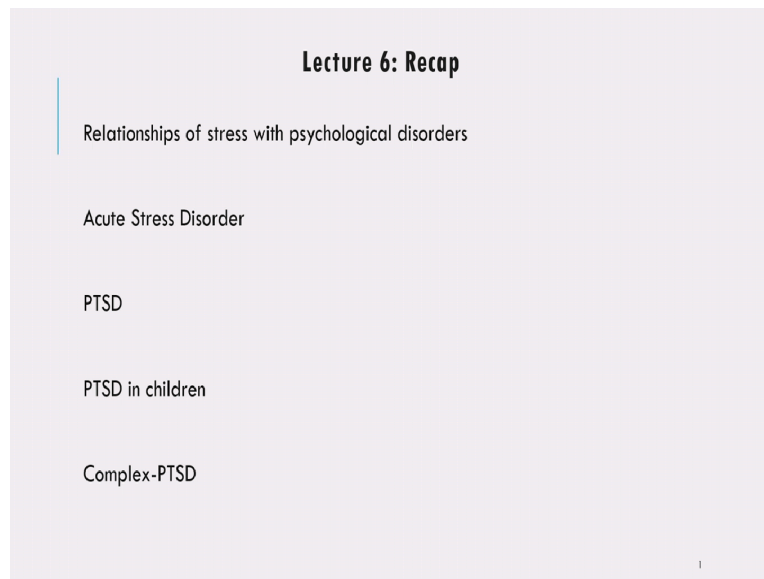 Lecture 6: Recap
Relationships of stress with psychological disorders
Acute Stress Disorder
PTSD
PTSD in children
Complex-PTSD
1